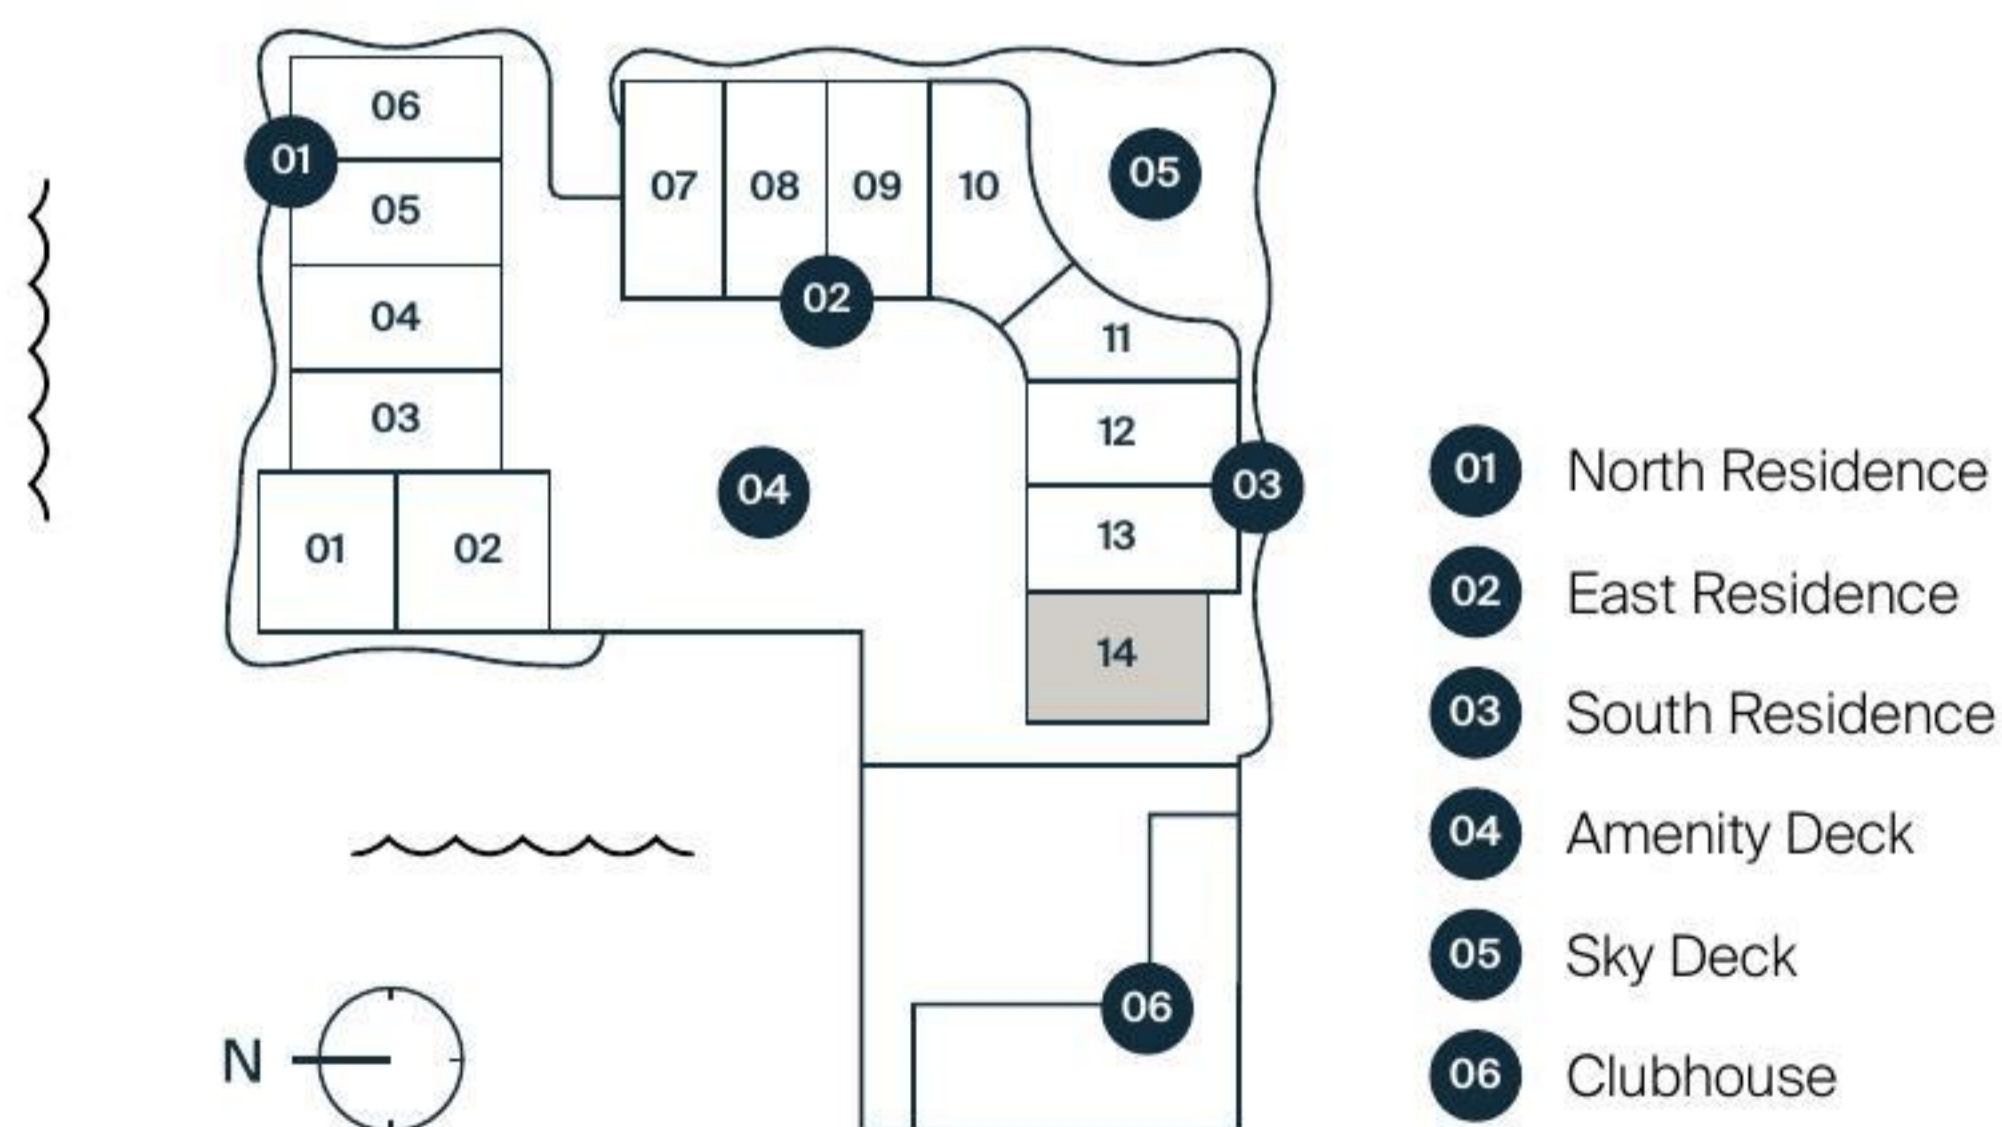 06
01
05
04
03
01
02
07
08
09
10
05
02
11
12
03
13
14
04
06
N
01 North Residence
02 East Residence
03 South Residence
04 Amenity Deck
05 Sky Deck
06 Clubhouse